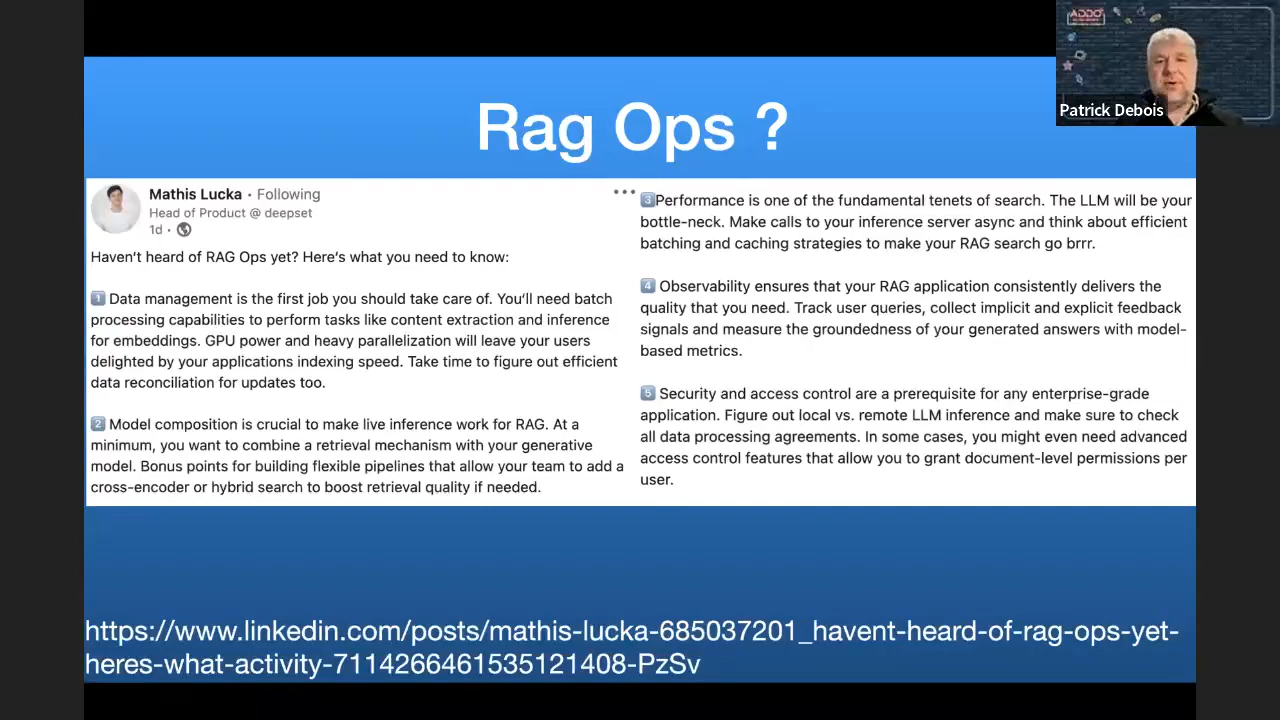 ADDO
Patrick Debois
Rag Ops ?
Mathis Lucka • Following
Head of Product @ deepset
1d •
Haven't heard of RAG Ops yet? Here's what you need to know:
1 Data management is the first job you should take care of. You'll need batch
processing capabilities to perform tasks like content extraction and inference
for embeddings. GPU power and heavy parallelization will leave your users
delighted by your applications indexing speed. Take time to figure out efficient
data reconciliation for updates too.
2 Model composition is crucial to make live inference work for RAG. At a
minimum, you want to combine a retrieval mechanism with your generative
model. Bonus points for building flexible pipelines that allow your team to add a
cross-encoder or hybrid search to boost retrieval quality if needed.
3 Performance is one of the fundamental tenets of search. The LLM will be your
bottle-neck. Make calls to your inference server async and think about efficient
batching and caching strategies to make your RAG search go brrr.
4 Observability ensures that your RAG application consistently delivers the
quality that you need. Track user queries, collect implicit and explicit feedback
signals and measure the groundedness of your generated answers with model-
based metrics.
5 Security and access control are a prerequisite for any enterprise-grade
application. Figure out local vs. remote LLM inference and make sure to check
all data processing agreements. In some cases, you might even need advanced
access control features that allow you to grant document-level permissions per
user.
https://www.linkedin.com/posts/mathis-lucka-685037201_havent-heard-of-rag-ops-yet-
heres-what-activity-7114266461535121408-PzSv